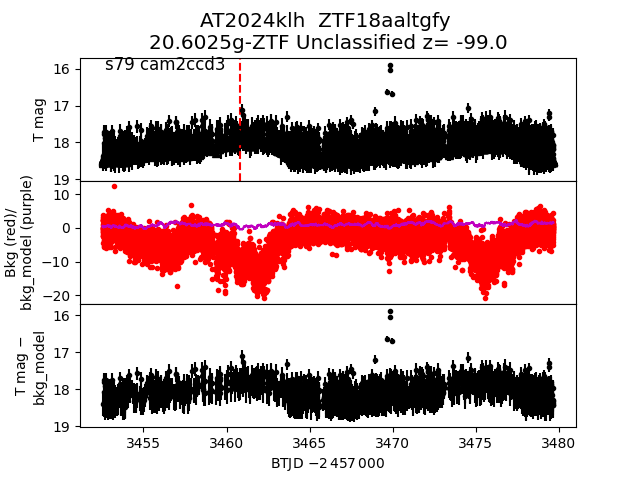 AT2024klh  ZTF18aaltgfy
20.6025g-ZTF Unclassified z= -99.0
s79 cam2ccd3
T mag
16
17
18
19
Bkg (red)/
bkg_model (purple)
10
0
−10
−20
T mag −
bkg_model
16
17
18
19
3455
3460
3465
3470
3475
3480
BTJD −2 457 000